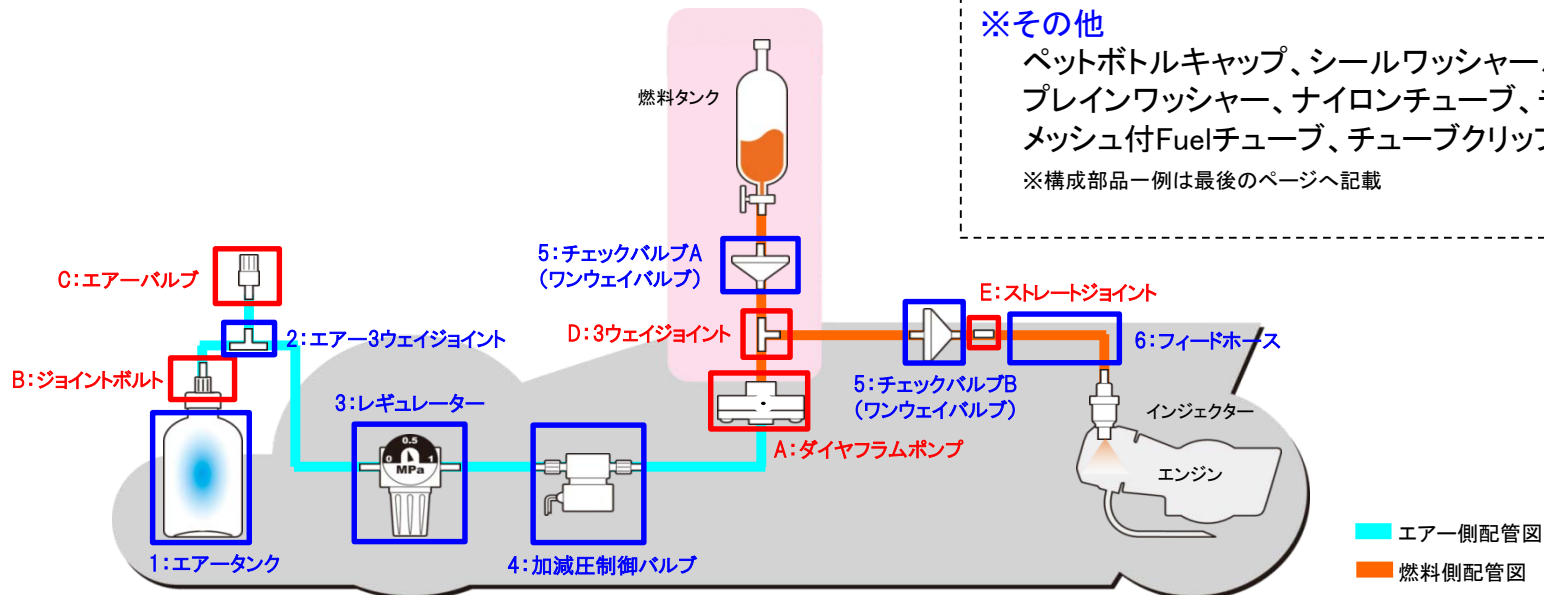 ※その他
ペットボトルキャップ、シールワッシャー、
プレインワッシャー、ナイロンチューブ、
メッシュ付Fuelチューブ、チューブクリップ
※構成部品一例は最後のページへ記載
燃料タンク
5:チェックバルブA
(ワンウェイバルブ)
C:エアーバルブ
E:ストレートジョイント
2:エアー3ウェイジョイント
D:3ウェイジョイント
6:フィードホース
B:ジョイントボルト
5:チェックバルブB
(ワンウェイバルブ)
3:レギュレーター
インジェクター
0 0.5 1
MPa
A:ダイヤフラムポンプ
エンジン
1:エアータンク
4:加減圧制御バルブ
エアー側配管図
燃料側配管図